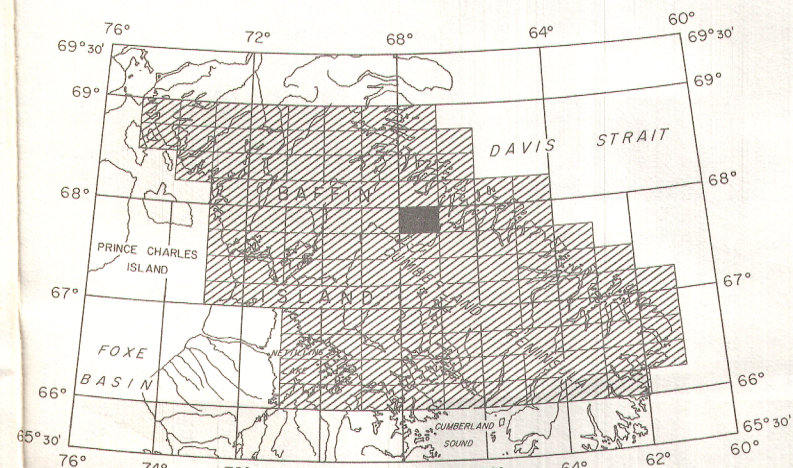 76°
72°
68°
64°
60°
69°30'
69°30'
69°
69°
DAVIS STRAIT
68°
68°
BAFFIN
PRINCE CHARLES
ISLAND
CUMBERLAND
67°
67°
ISLAND
PENINSULA
FOXE
BASIN
NETTILLING
LAKE
66°
66°
CUMBERLAND
SOUND
65°30'
65°30'
76°
64°
62°
60°